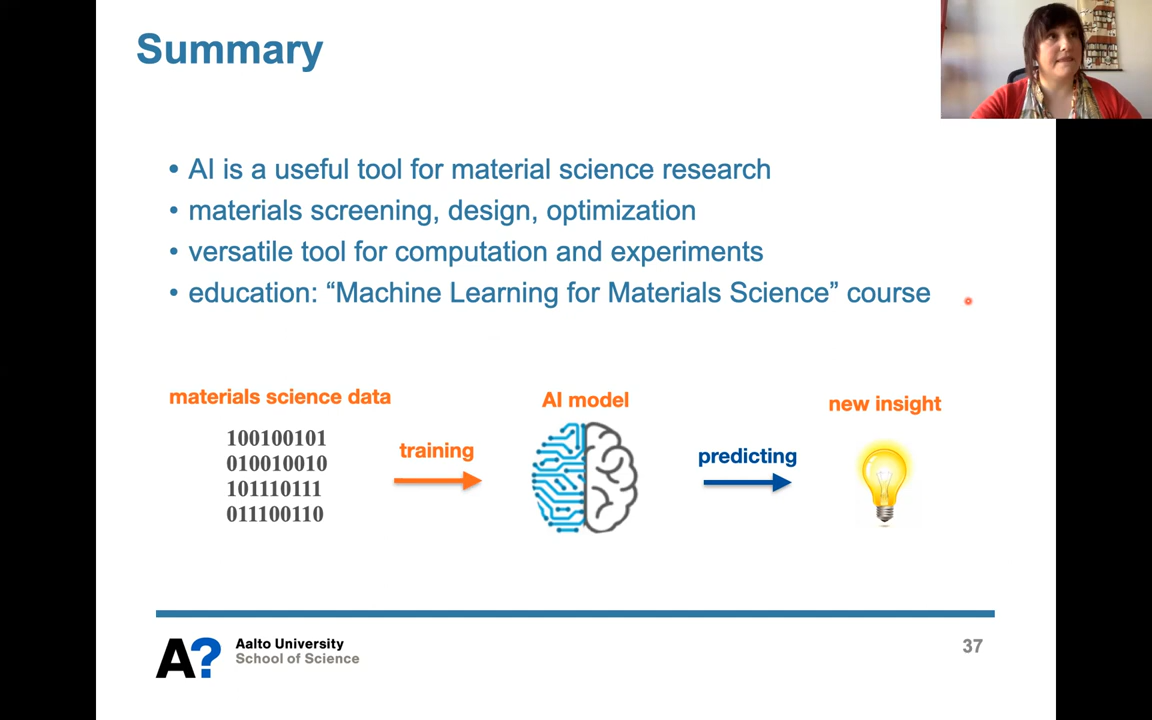 Summary
• AI is a useful tool for material science research
• materials screening, design, optimization
• versatile tool for computation and experiments
• education: “Machine Learning for Materials Science” course
materials science data
100100101
010010010
101110111
011100110
training
AI model
predicting
new insight
A?
Aalto University
School of Science
37